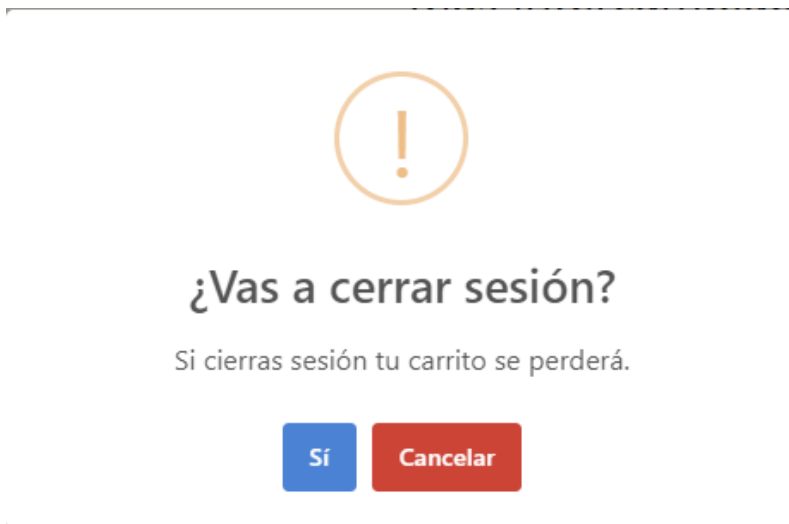 ¿Vas a cerrar sesión?
Si cierras sesión tu carrito se perderá.
Sí
Cancelar